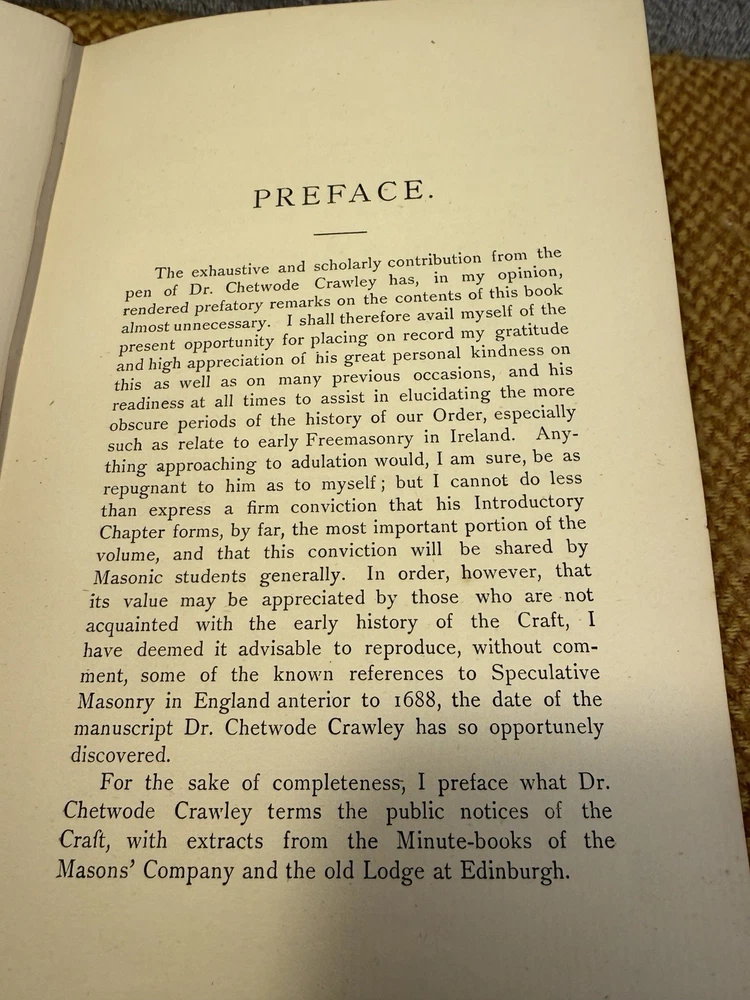 PREFACE.
The exhaustive and scholarly contribution from the
pen of Dr. Chetwode Crawley has, in my opinion,
rendered prefatory remarks on the contents of this book
almost unnecessary. I shall therefore avail myself of the
present opportunity for placing on record my gratitude
and high appreciation of his great personal kindness on
this as well as on many previous occasions, and his
readiness at all times to assist in elucidating the more
obscure periods of the history of our Order, especially
such as relate to early Freemasonry in Ireland. Any-
thing approaching to adulation would, I am sure, be as
repugnant to him as to myself; but I cannot do less
than express a firm conviction that his Introductory
Chapter forms, by far, the most important portion of the
volume, and that this conviction will be shared by
Masonic students generally. In order, however, that
its value may be appreciated by those who are not
acquainted with the early history of the Craft, I
have deemed it advisable to reproduce, without com-
ment, some of the known references to Speculative
Masonry in England anterior to 1688, the date of the
manuscript Dr. Chetwode Crawley has so opportunely
discovered.
For the sake of completeness, I preface what Dr.
Chetwode Crawley terms the public notices of the
Craft, with extracts from the Minute-books of the
Masons' Company and the old Lodge at Edinburgh.